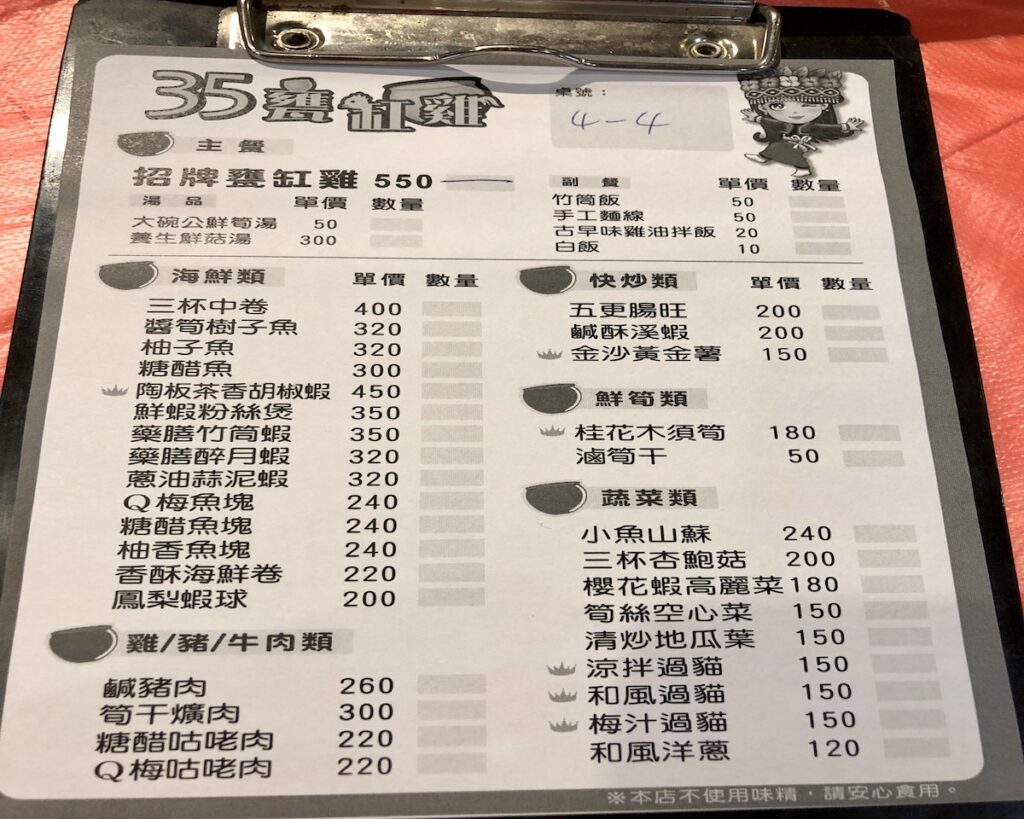 35甕缸雞
桌號：
4-4
主餐
招牌甕缸雞 550
湯品 單價 數量
大碗公鮮筍湯 50
養生鮮菇湯 300
副餐 單價 數量
竹筒飯 50
手工麵線 50
古早味雞油拌飯 20
白飯 10
海鮮類 單價 數量
三杯中卷 400
醬筍樹子魚 320
柚子魚 320
糖醋魚 300
陶板茶香胡椒蝦 450
鮮蝦粉絲煲 350
藥膳竹筒蝦 350
藥膳醉月蝦 320
蔥油蒜泥蝦 320
Q梅魚塊 240
糖醋魚塊 240
柚香魚塊 240
香酥海鮮卷 220
鳳梨蝦球 200
雞/豬/牛肉類
鹹豬肉 260
筍干爌肉 300
糖醋咕咾肉 220
Q梅咕咾肉 220
快炒類 單價 數量
五更腸旺 200
鹹酥溪蝦 200
金沙黃金薯 150
鮮筍類
桂花木須筍 180
滷筍干 50
蔬菜類
小魚山蘇 240
三杯杏鮑菇 200
櫻花蝦高麗菜 180
筍絲空心菜 150
清炒地瓜葉 150
涼拌過貓 150
和風過貓 150
梅汁過貓 150
和風洋蔥 120
※本店不使用味精，請安心食用。